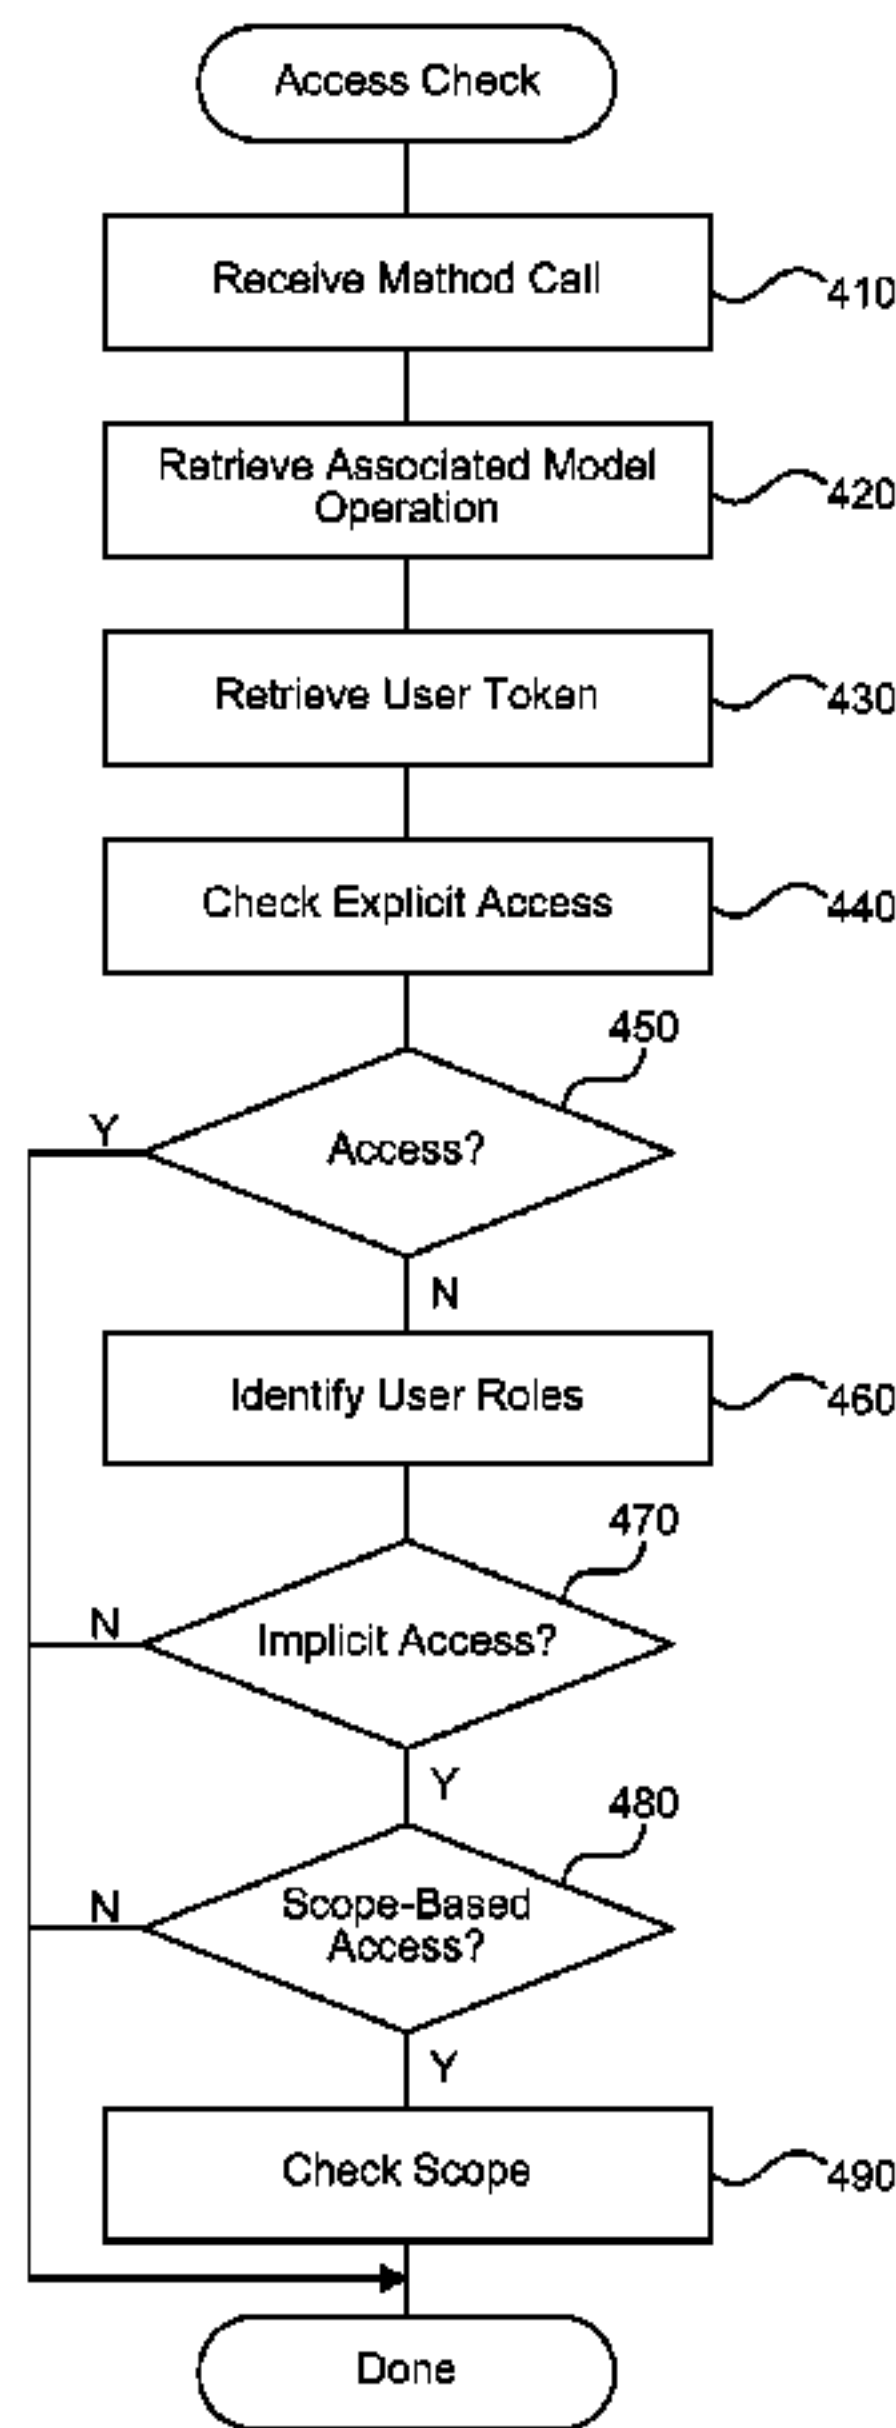 Access Check
Receive Method Call
410
Retrieve Associated Model
Operation
420
Retrieve User Token
430
Check Explicit Access
440
450
Access?
Y
N
Identify User Roles
460
470
Implicit Access?
N
Y
480
Scope-Based
Access?
N
Y
Check Scope
490
Done